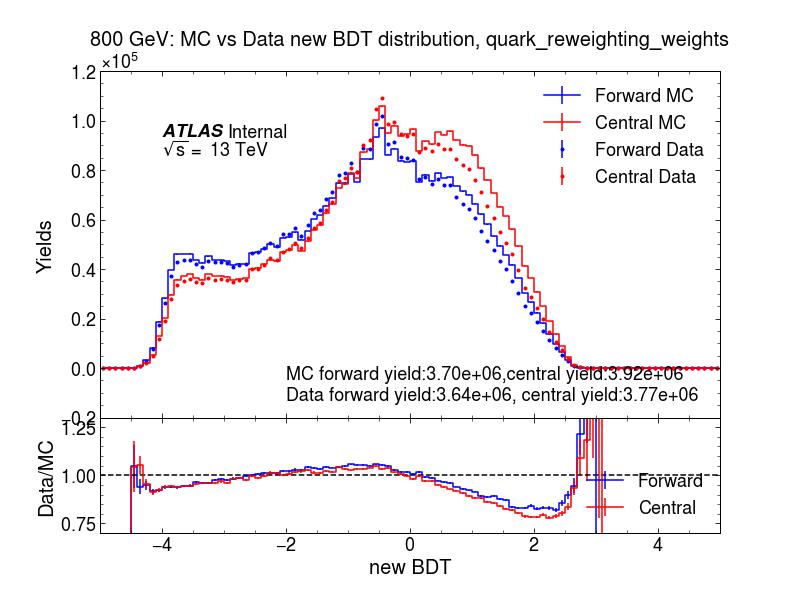 800 GeV: MC vs Data new BDT distribution, quark_reweighting_weights
×10⁵
1.2
1.0
0.8
0.6
0.4
0.2
0.0
0.2
Yields
ATLAS Internal
√s = 13 TeV
Forward MC
Central MC
Forward Data
Central Data
MC forward yield:3.70e+06,central yield:3.92e+06
Data forward yield:3.64e+06, central yield:3.77e+06
1.25
1.00
0.75
Data/MC
Forward
Central
−4 −2 0 2 4
new BDT